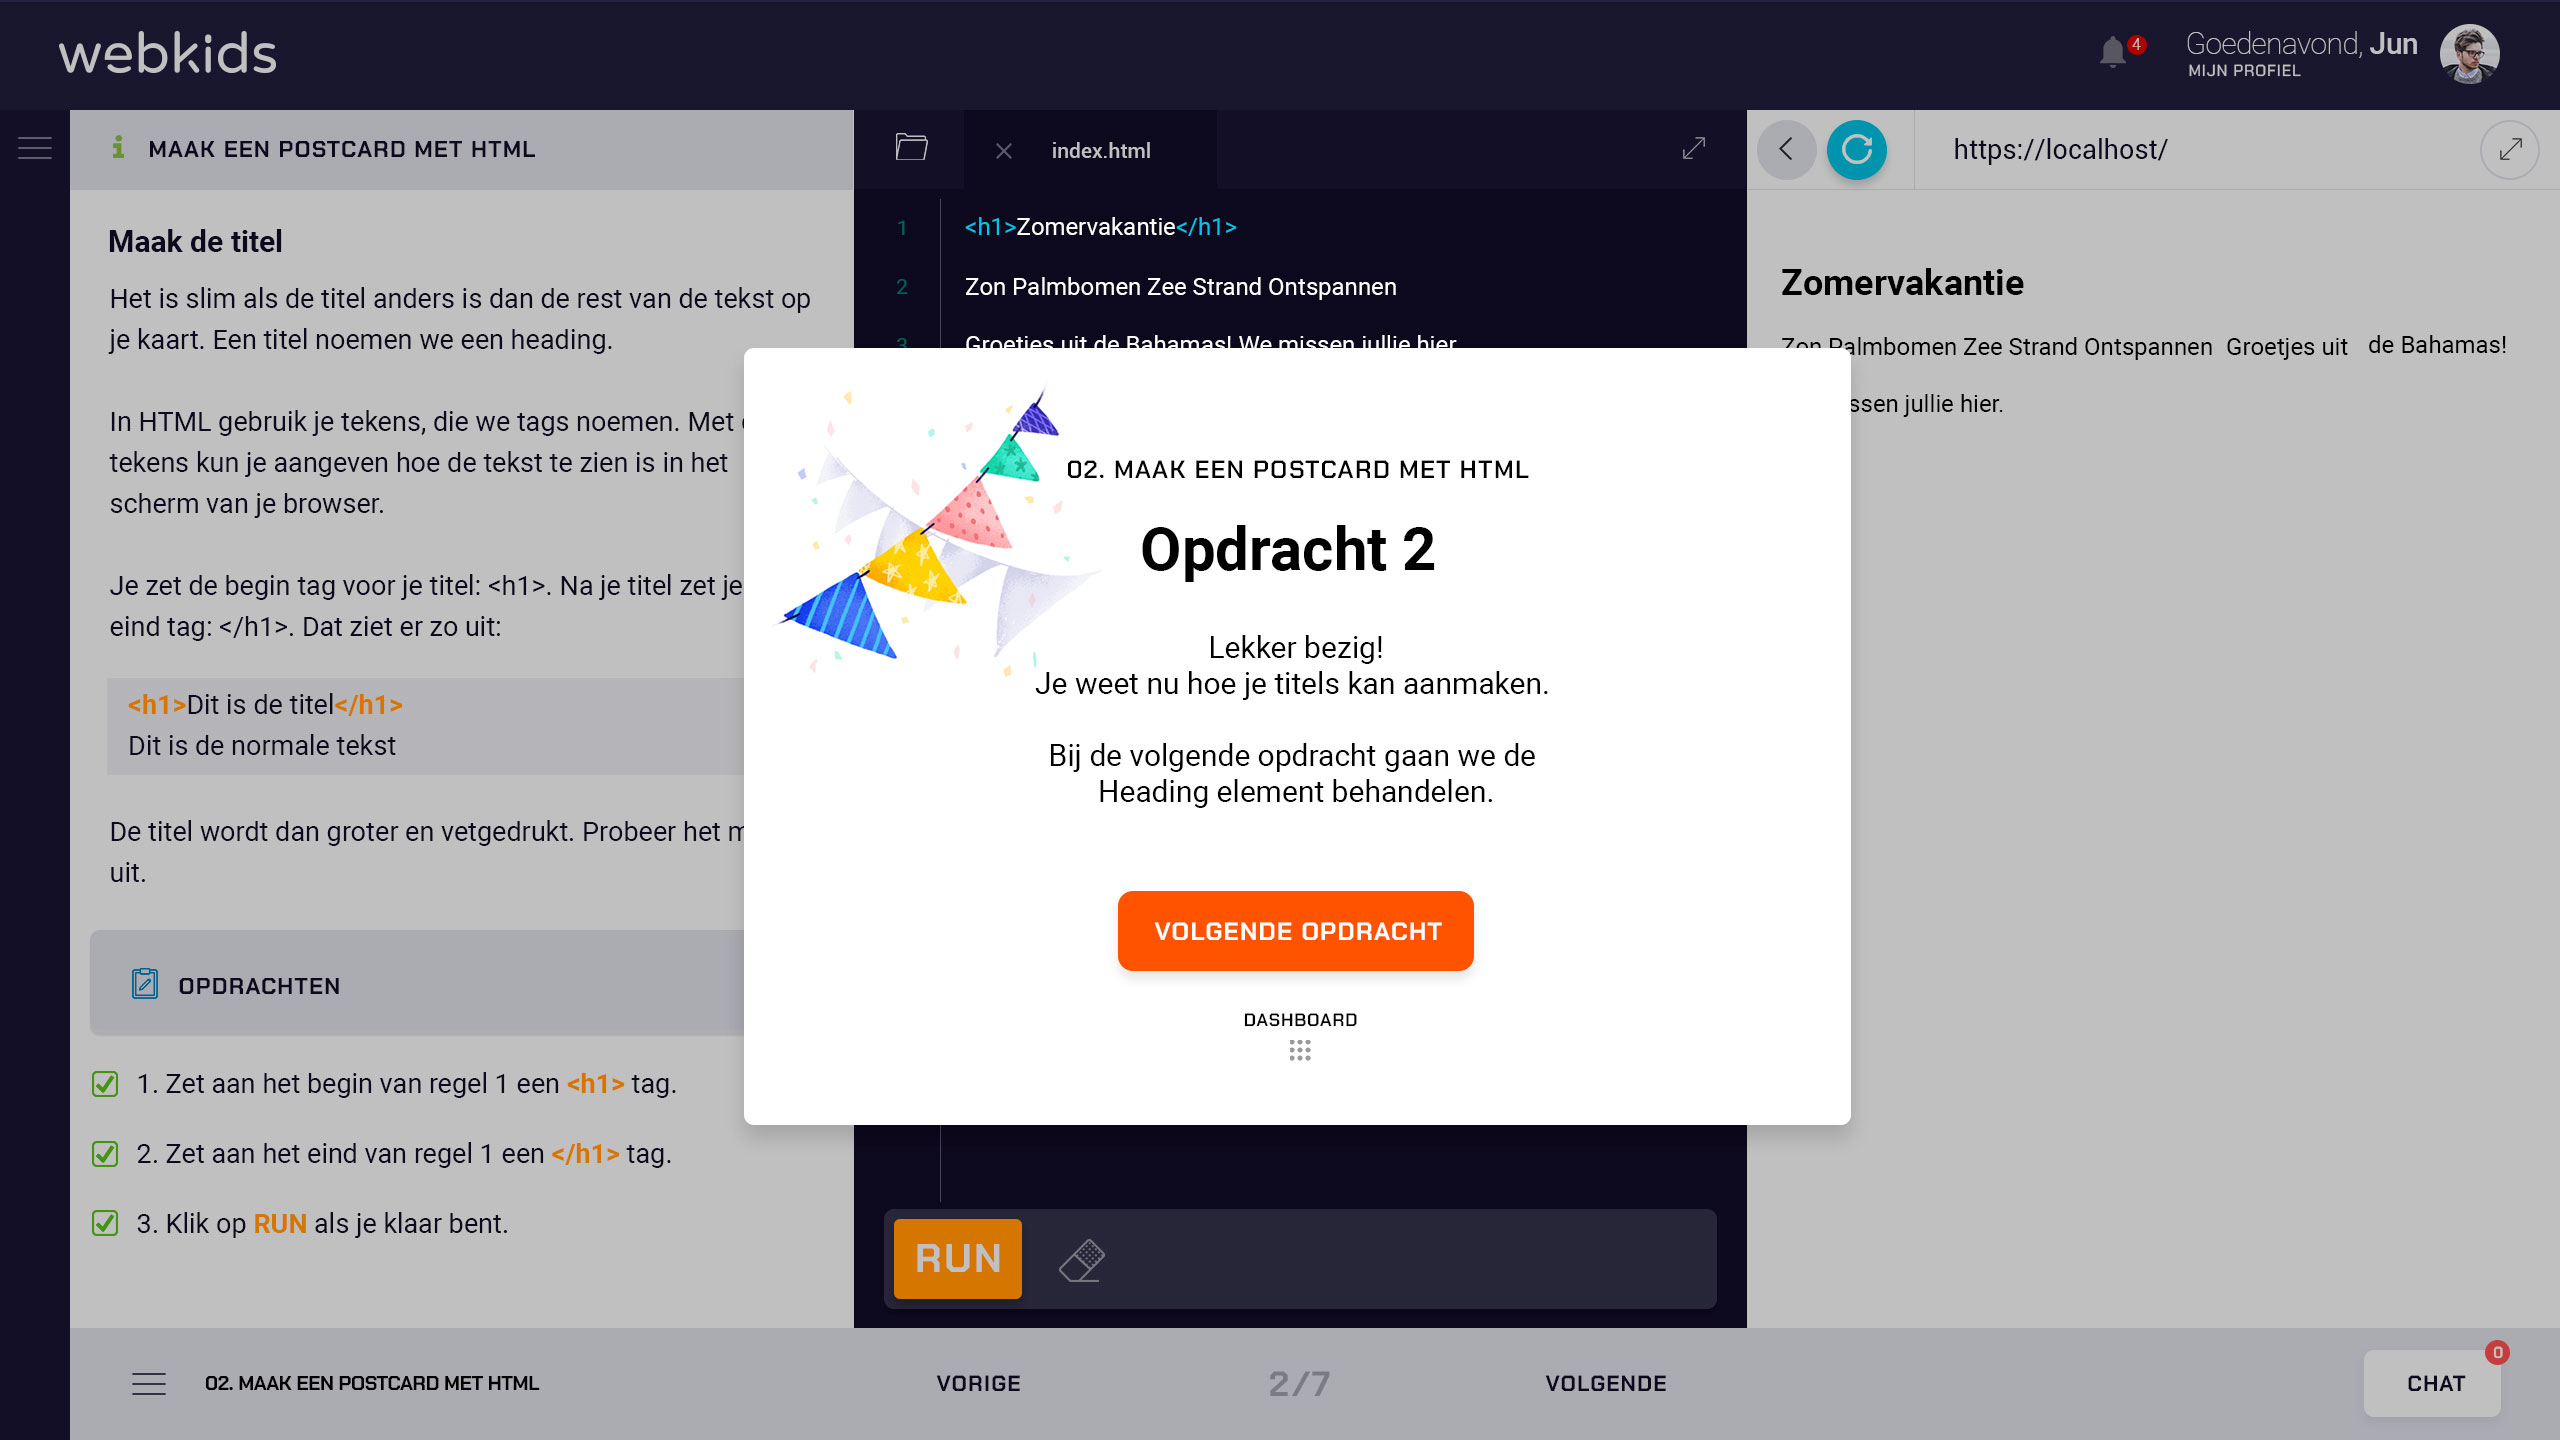 webkids
4
Goedenavond, Jun
MIJN PROFIEL
MAAK EEN POSTCARD MET HTML
Maak de titel
Het is slim als de titel anders is dan de rest van de tekst op
je kaart. Een titel noemen we een heading.
In HTML gebruik je tekens, die we tags noemen. Met
tekens kun je aangeven hoe de tekst te zien is in het
scherm van je browser.
Je zet de begin tag voor je titel: <h1>. Na je titel zet je
eind tag: </h1>. Dat ziet er zo uit:
<h1>Dit is de titel</h1>
Dit is de normale tekst
De titel wordt dan groter en vetgedrukt. Probeer het
uit.
OPDRACHTEN
1. Zet aan het begin van regel 1 een <h1> tag.
2. Zet aan het eind van regel 1 een </h1> tag.
3. Klik op RUN als je klaar bent.
index.html
1 <h1>Zomervakantie</h1>
2 Zon Palmbomen Zee Strand Ontspannen
3 Groetjes uit de Bahamas! We missen jullie hier
https://localhost/
Zomervakantie
Zon Palmbomen Zee Strand Ontspannen Groetjes uit de Bahamas!
jullie hier.
02. MAAK EEN POSTCARD MET HTML
Opdracht 2
Lekker bezig!
Je weet nu hoe je titels kan aanmaken.
Bij de volgende opdracht gaan we de
Heading element behandelen.
VOLGENDE OPDRACHT
DASHBOARD
RUN
02. MAAK EEN POSTCARD MET HTML
VORIGE
2/7
VOLGENDE
CHAT
0